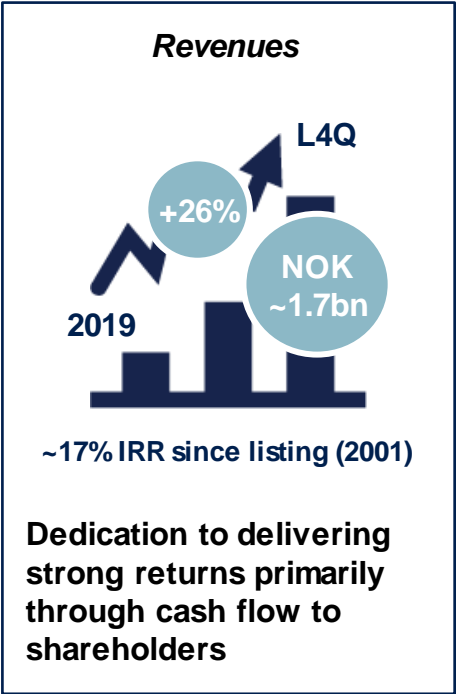 Revenues
L4Q
+26%
NOK
~1.7bn
2019
~17% IRR since listing (2001)
Dedication to delivering
strong returns primarily
through cash flow to
shareholders